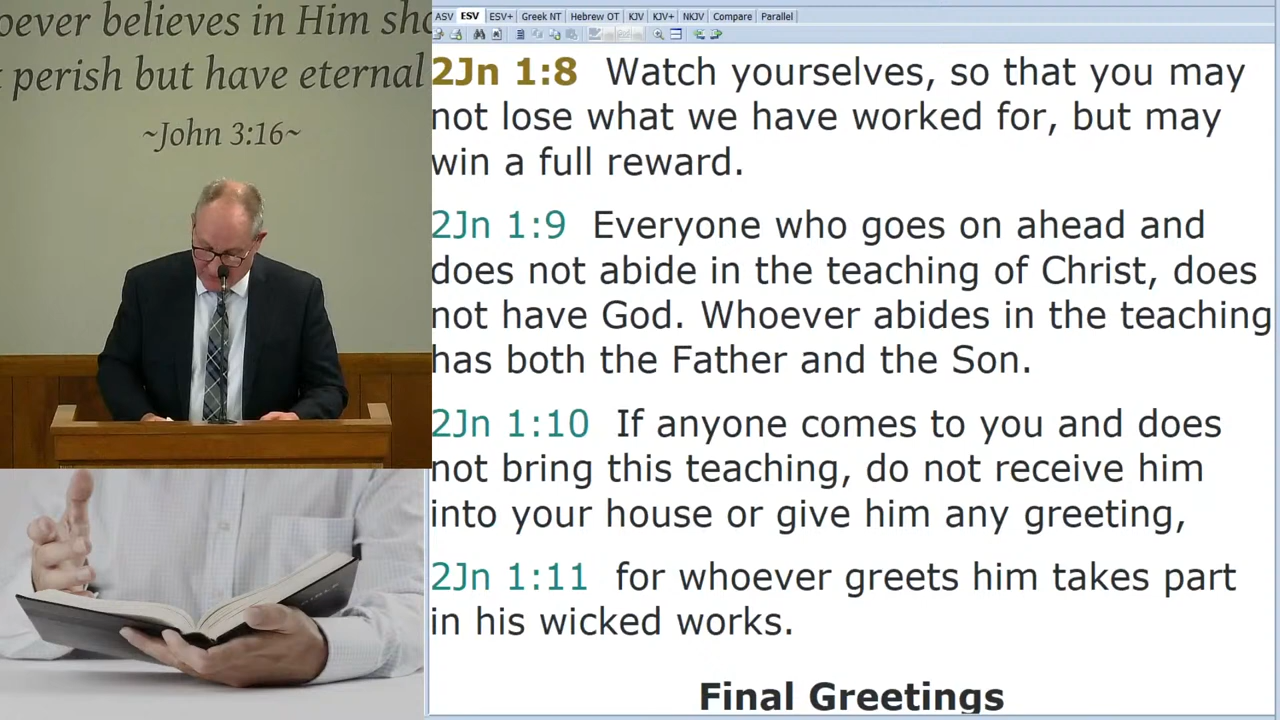 oever believes in Him sho
perish but have eternal
~John 3:16~
ASV ESV ESV+ Greek NT Hebrew OT KJV KJV+ NKJV Compare Parallel
2Jn 1:8 Watch yourselves, so that you may
not lose what we have worked for, but may
win a full reward.
2Jn 1:9 Everyone who goes on ahead and
does not abide in the teaching of Christ, does
not have God. Whoever abides in the teaching
has both the Father and the Son.
2Jn 1:10 If anyone comes to you and does
not bring this teaching, do not receive him
into your house or give him any greeting,
2Jn 1:11 for whoever greets him takes part
in his wicked works.
Final Greetings